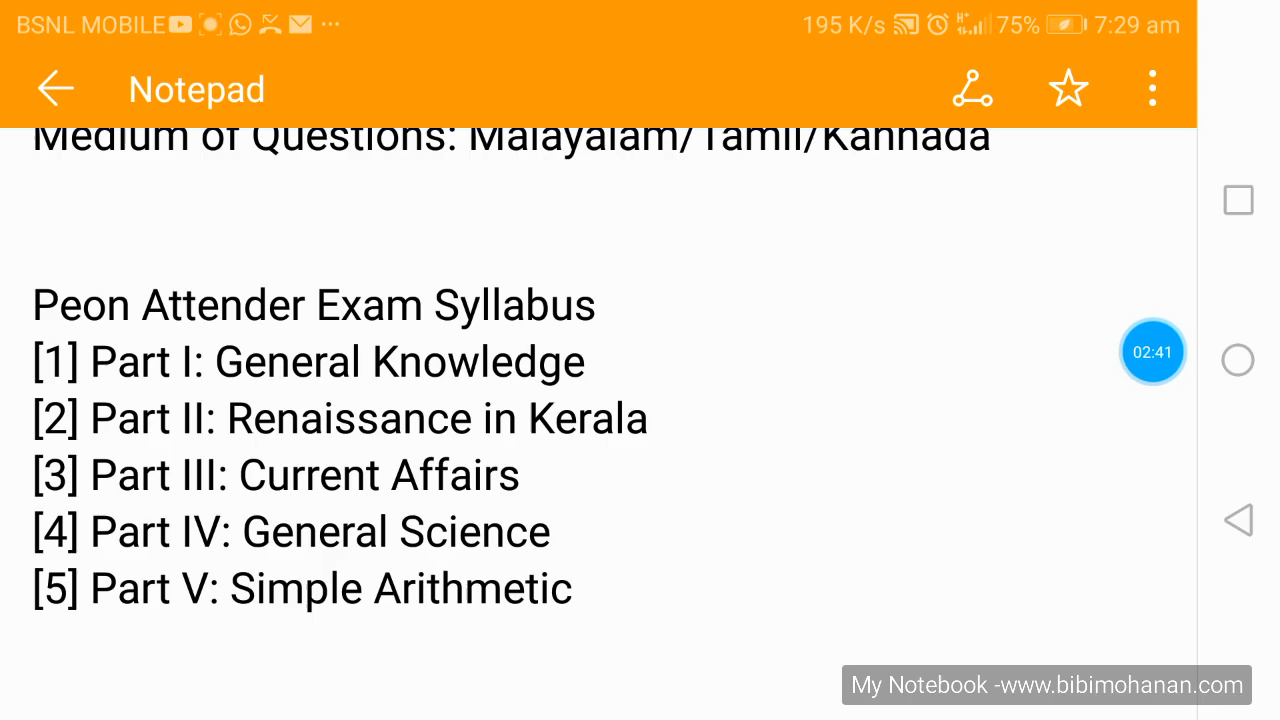 BSNL MOBILE 195 K/s 75% 7:29 am
Notepad
Medium of Questions: Malayalam/Tamil/Kannada
Peon Attender Exam Syllabus
[1] Part I: General Knowledge
[2] Part II: Renaissance in Kerala
02:41
[3] Part III: Current Affairs
[4] Part IV: General Science
[5] Part V: Simple Arithmetic
My Notebook -www.bibimohanan.com